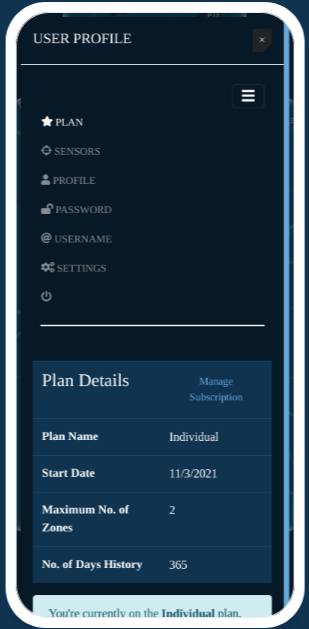 USER PROFILE
×
PLAN
SENSORS
PROFILE
PASSWORD
@ USERNAME
SETTINGS
Plan Details
Manage
Subscription
Plan Name Individual
Start Date 11/3/2021
Maximum No. of 2
Zones
No. of Days History 365
You're currently on the Individual plan.